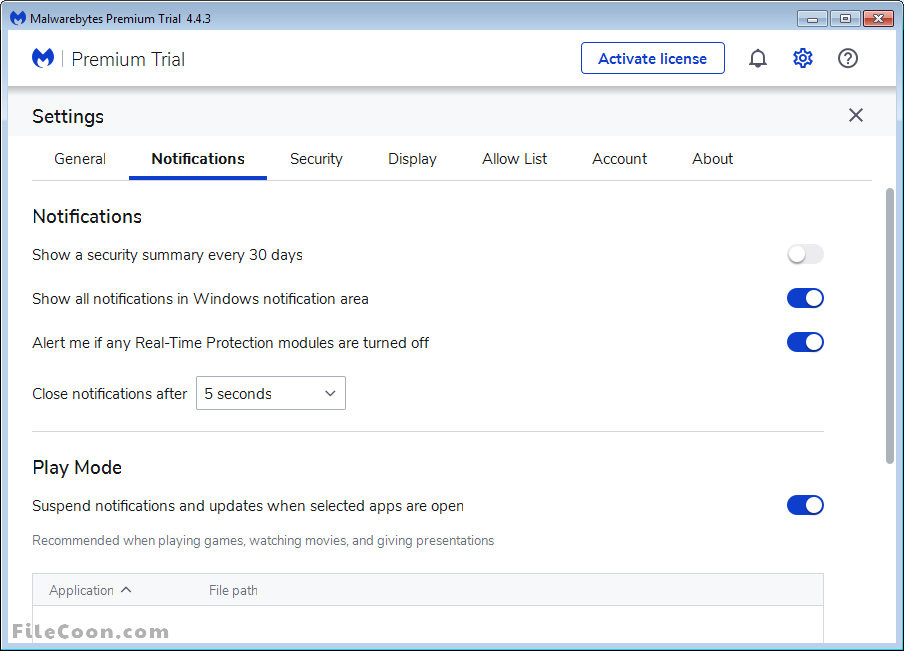 Malwarebytes Premium Trial 4.4.3
Premium Trial
Activate license
Settings
General Notifications Security Display Allow List Account About
Notifications
Show a security summary every 30 days
Show all notifications in Windows notification area
Alert me if any Real-Time Protection modules are turned off
Close notifications after 5 seconds
Play Mode
Suspend notifications and updates when selected apps are open
Recommended when playing games, watching movies, and giving presentations
Application File path
FileCoon.com